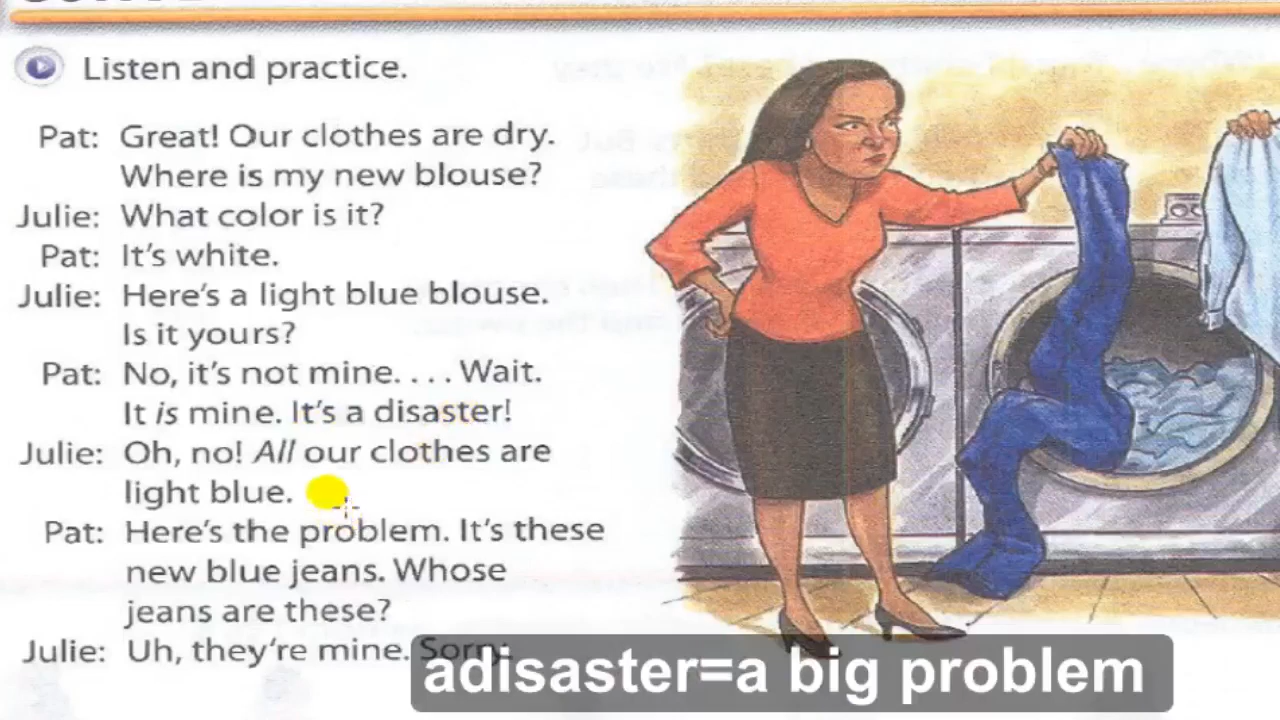 Listen and practice.
Pat: Great! Our clothes are dry.
Where is my new blouse?
Julie: What color is it?
Pat: It's white.
Julie: Here's a light blue blouse.
Is it yours?
Pat: No, it's not mine. . . . Wait.
It is mine. It's a disaster!
Julie: Oh, no! All our clothes are
light blue.
Pat: Here's the problem. It's these
new blue jeans. Whose
jeans are these?
Julie: Uh, they're mine. Sorry.
adisaster=a big problem